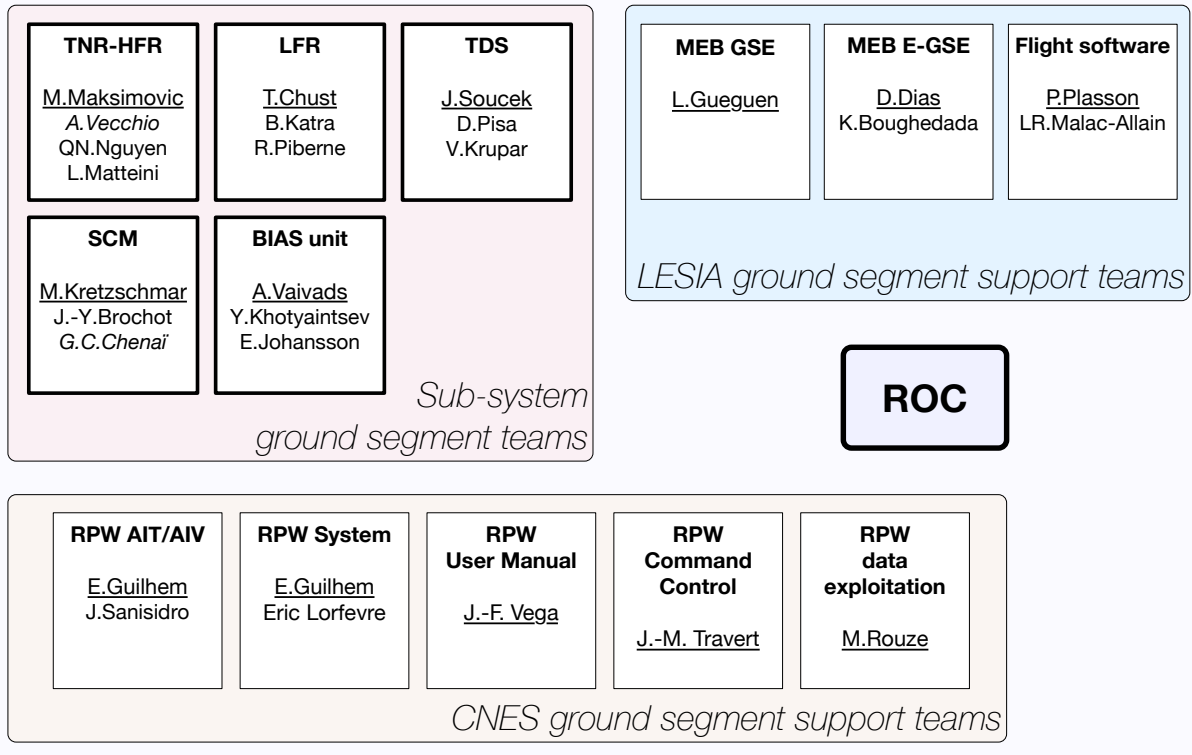 TNR-HFR
M.Maksimovic
A.Vecchio
QN.Nguyen
L.Matteini
LFR
T.Chust
B.Katra
R.Piberne
TDS
J.Soucek
D.Pisa
V.Krupar
SCM
M.Kretzschmar
J.-Y.Brochot
G.C.Chenaï
BIAS unit
A.Vaivads
Y.Khotyaintsev
E.Johansson
Sub-system
ground segment teams
MEB GSE
L.Gueguen
MEB E-GSE
D.Dias
K.Boughedada
Flight software
P.Plasson
LR.Malac-Allain
LESIA ground segment support teams
ROC
RPW AIT/AIV
E.Guilhem
J.Sanisidro
RPW System
E.Guilhem
Eric Lorfevre
RPW
User Manual
J.-F. Vega
RPW
Command
Control
J.-M. Travert
RPW
data
exploitation
M.Rouze
CNES ground segment support teams